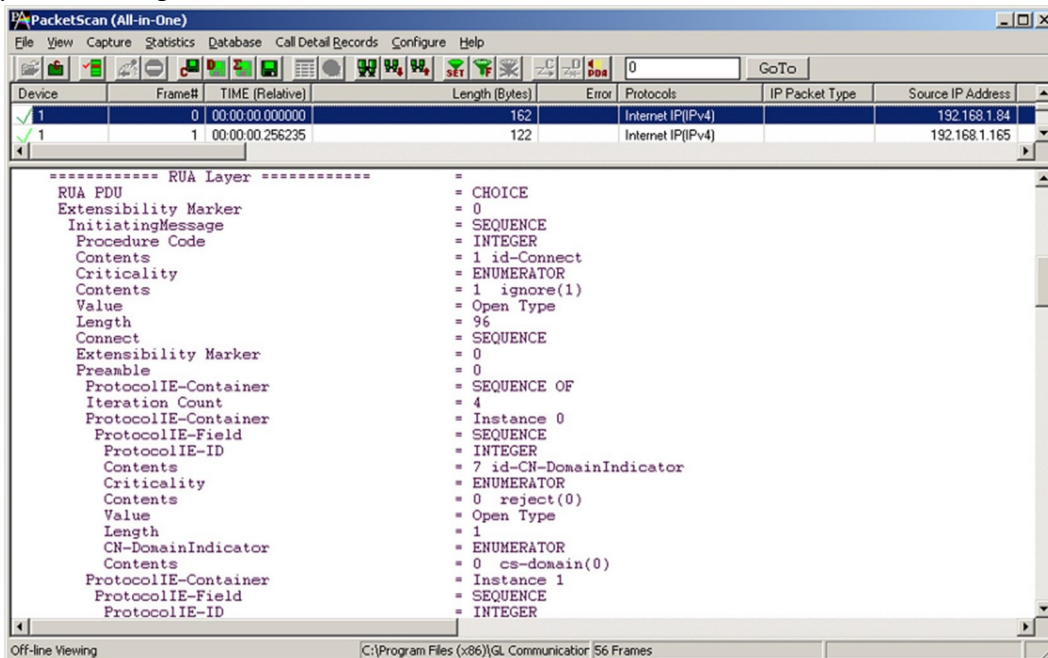 PacketScan (All-in-One)
File View Capture Statistics Database Call Detail Records Configure Help
SET F PDA 0 GoTo
Device Frame# TIME (Relative) Length (Bytes) Error Protocols IP Packet Type Source IP Address
1 0 00:00:00.000000 162 Internet IP(IPv4) 192.168.1.84
1 1 00:00:00.256235 122 Internet IP(IPv4) 192.168.1.165
============ RUA Layer ============ =
RUA PDU = CHOICE
Extensibility Marker = 0
InitiatingMessage = SEQUENCE
Procedure Code = INTEGER
Contents = 1 id-Connect
Criticality = ENUMERATOR
Contents = 1 ignore(1)
Value = Open Type
Length = 96
Connect = SEQUENCE
Extensibility Marker = 0
Preamble = 0
ProtocolIE-Container = SEQUENCE OF
Iteration Count = 4
ProtocolIE-Container = Instance 0
ProtocolIE-Field = SEQUENCE
ProtocolIE-ID = INTEGER
Contents = 7 id-CN-DomainIndicator
Criticality = ENUMERATOR
Contents = 0 reject(0)
Value = Open Type
Length = 1
CN-DomainIndicator = ENUMERATOR
Contents = 0 cs-domain(0)
ProtocolIE-Container = Instance 1
ProtocolIE-Field = SEQUENCE
ProtocolIE-ID = INTEGER
Off-line Viewing C:\Program Files (x86)\GL Communication 56 Frames